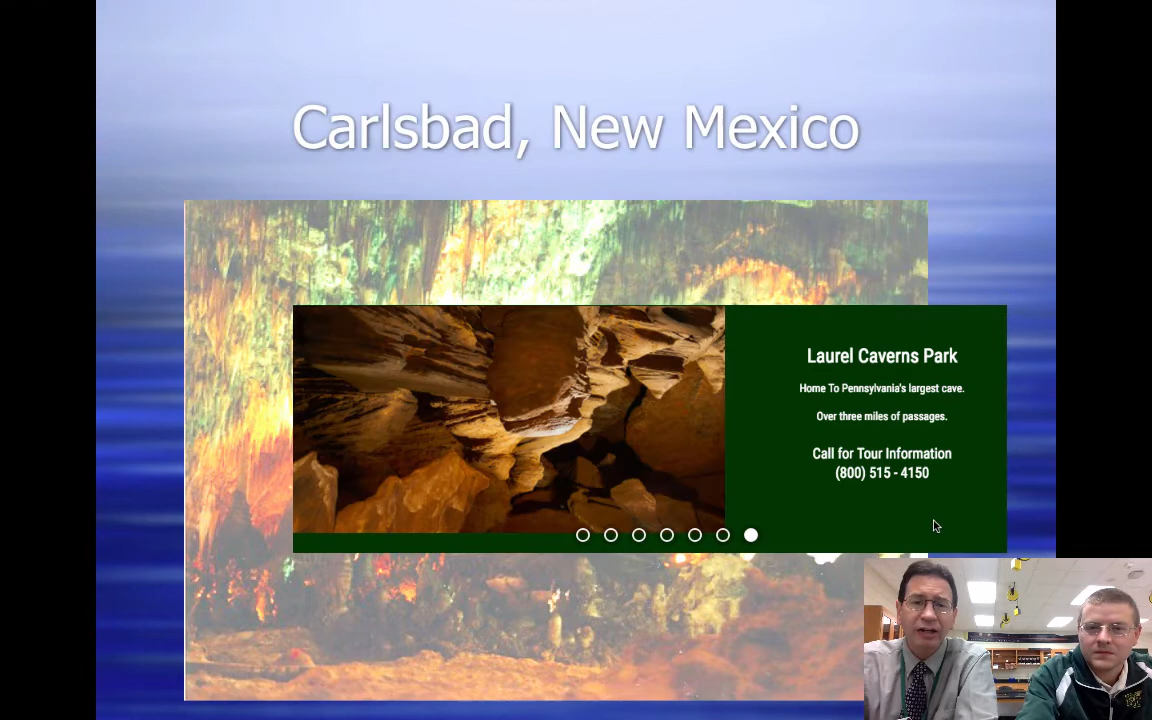 Carlsbad, New Mexico
Laurel Caverns Park
Home To Pennsylvania's largest cave.
Over three miles of passages.
Call for Tour Information
(800) 515 - 4150